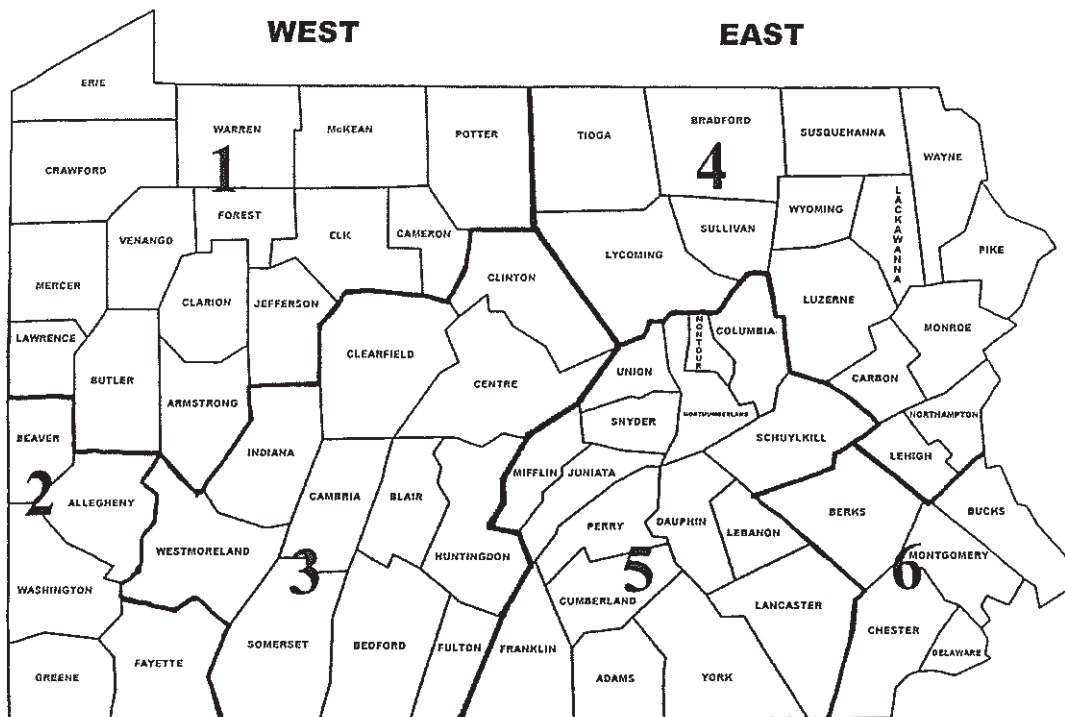 WEST
EAST
ERIE
WARREN
McKEAN
POTTER
TIOGA
BRADFORD
SUSQUEHANNA
WAYNE
CRAWFORD
1
4
FOREST
ELK
CAMERON
VENANGO
SULLIVAN
WYOMING
LACKAWANNA
MERCER
CLARION
JEFFERSON
CLINTON
LYCOMING
LUZERNE
PIKE
LAWRENCE
BUTLER
ARMSTRONG
CLEARFIELD
CENTRE
UNION
MONTOUR
COLUMBIA
CARBON
MONROE
BEAVER
INDIANA
SNYDER
NORTHUMBERLAND
SCHUYLKILL
NORTHAMPTON
LEHIGH
2
ALLEGHENY
CAMBRIA
BLAIR
MIFFLIN
JUNIATA
WESTMORELAND
HUNTINGDON
PERRY
DAUPHIN
LEBANON
BERKS
BUCKS
3
5
6
MONTGOMERY
WASHINGTON
CUMBERLAND
LANCASTER
CHESTER
DELAWARE
GREENE
FAYETTE
SOMERSET
BEDFORD
FULTON
FRANKLIN
ADAMS
YORK